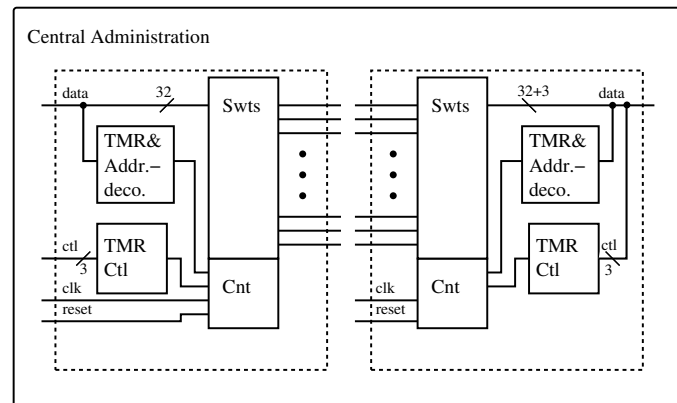 Central Administration
data
32
Swts
TMR&
Addr.–
deco.
ctl
3
TMR
Ctl
clk
reset
Cnt
Swts
32+3
data
TMR&
Addr.–
deco.
TMR
Ctl
ctl
3
clk
reset
Cnt